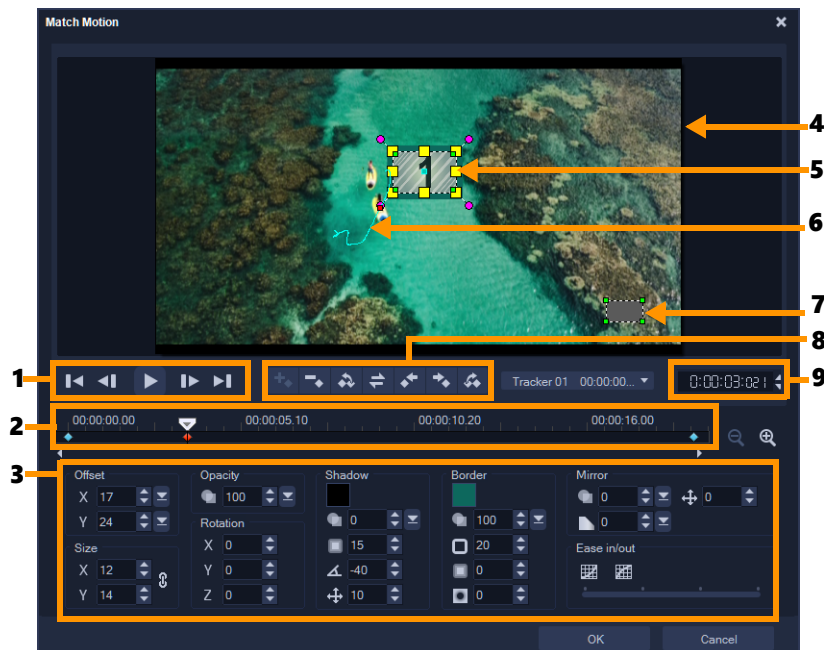 Match Motion
4
1
5
6
7
8
1
Tracker 01 00:00:00...
0:00:03:021
9
2
00:00:00.00 00:00:05.10 00:00:10.20 00:00:16.00
3
Offset Opacity Shadow Border Mirror
X 17 100 0 0
Y 24 Rotation 0 100 0
Size X 0 15 20 Ease in/out
X 12 Y 0 -40 0
Y 14 Z 0 10 0
OK Cancel